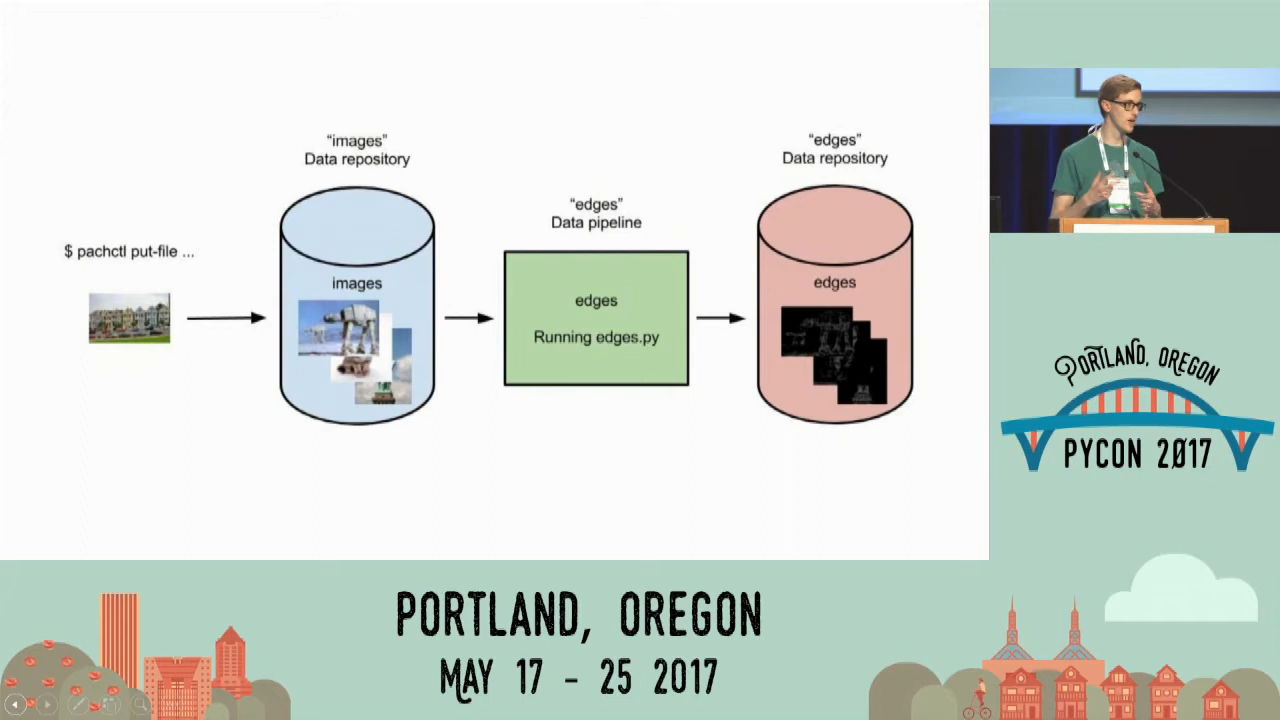 "images"
Data repository
"edges"
Data repository
"edges"
Data pipeline
$ pachctl put-file ...
images
edges
Running edges.py
edges
PORTLAND, OREGON
PYCON 2017
PORTLAND, OREGON
MAY 17 - 25 2017